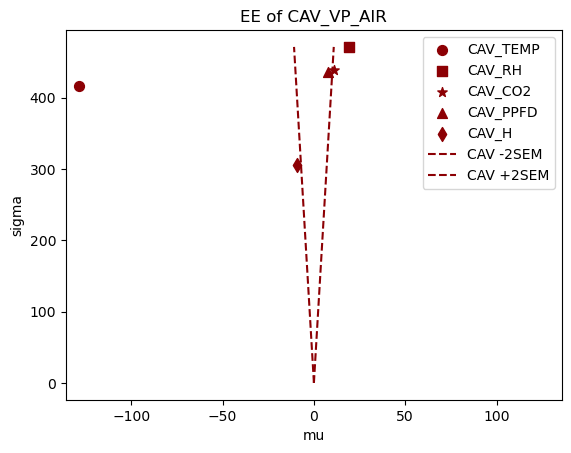 EE of CAV_VP_AIR
CAV_TEMP
CAV_RH
CAV_CO2
CAV_PPFD
CAV_H
CAV -2SEM
CAV +2SEM
400
300
200
100
0
sigma
−100
−50
0
50
100
mu